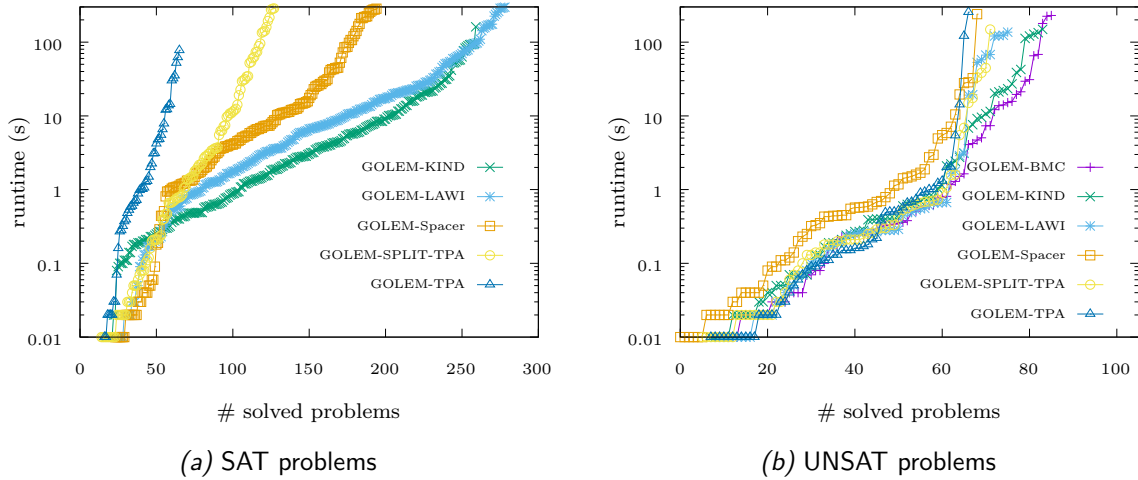 100
10
1
0.1
0.01
0
50
100
150
200
250
300
runtime (s)
# solved problems
GOLEM-KIND
GOLEM-LAWI
GOLEM-Spacer
GOLEM-SPLIT-TPA
GOLEM-TPA
(a) SAT problems
100
10
1
0.1
0.01
0
20
40
60
80
100
runtime (s)
# solved problems
GOLEM-BMC
GOLEM-KIND
GOLEM-LAWI
GOLEM-Spacer
GOLEM-SPLIT-TPA
GOLEM-TPA
(b) UNSAT problems